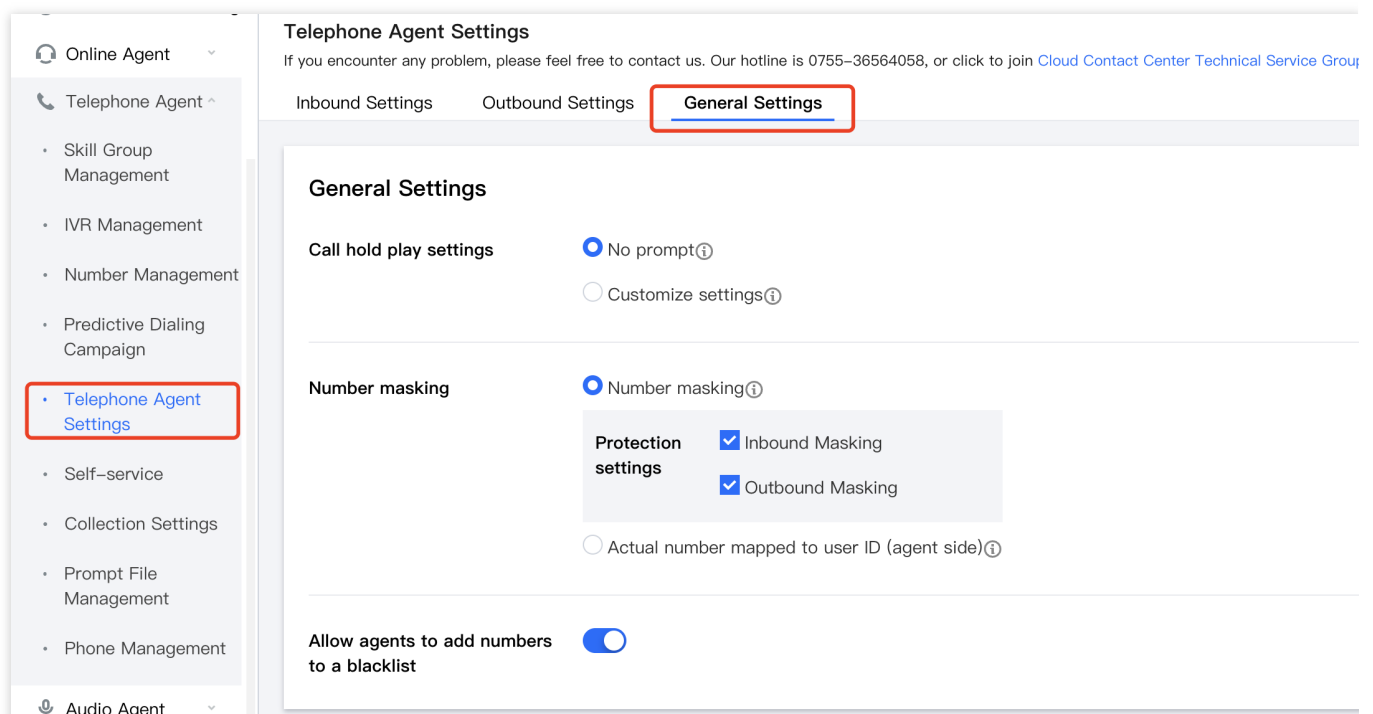 Online Agent
Telephone Agent
Skill Group
Management
IVR Management
Number Management
Predictive Dialing
Campaign
Telephone Agent
Settings
Self-service
Collection Settings
Prompt File
Management
Phone Management
Audio Agent
Telephone Agent Settings
If you encounter any problem, please feel free to contact us. Our hotline is 0755-36564058, or click to join Cloud Contact Center Technical Service Group
Inbound Settings Outbound Settings General Settings
General Settings
Call hold play settings No prompt
Customize settings
Number masking Number masking
Protection
settings
Inbound Masking
Outbound Masking
Actual number mapped to user ID (agent side)
Allow agents to add numbers
to a blacklist